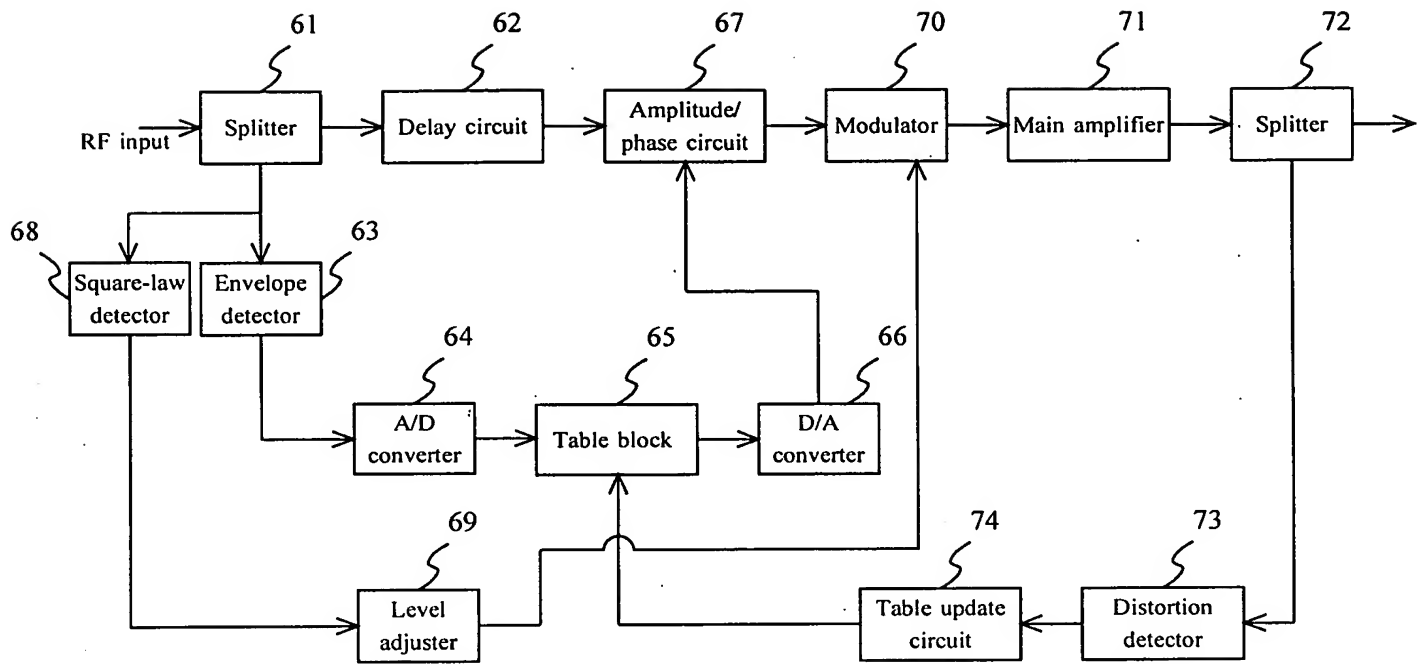 61
62
67
70
71
72
RF input
Splitter
Delay circuit
Amplitude/
phase circuit
Modulator
Main amplifier
Splitter
68
63
Square-law
detector
Envelope
detector
64
65
66
A/D
converter
Table block
D/A
converter
69
74
73
Level
adjuster
Table update
circuit
Distortion
detector